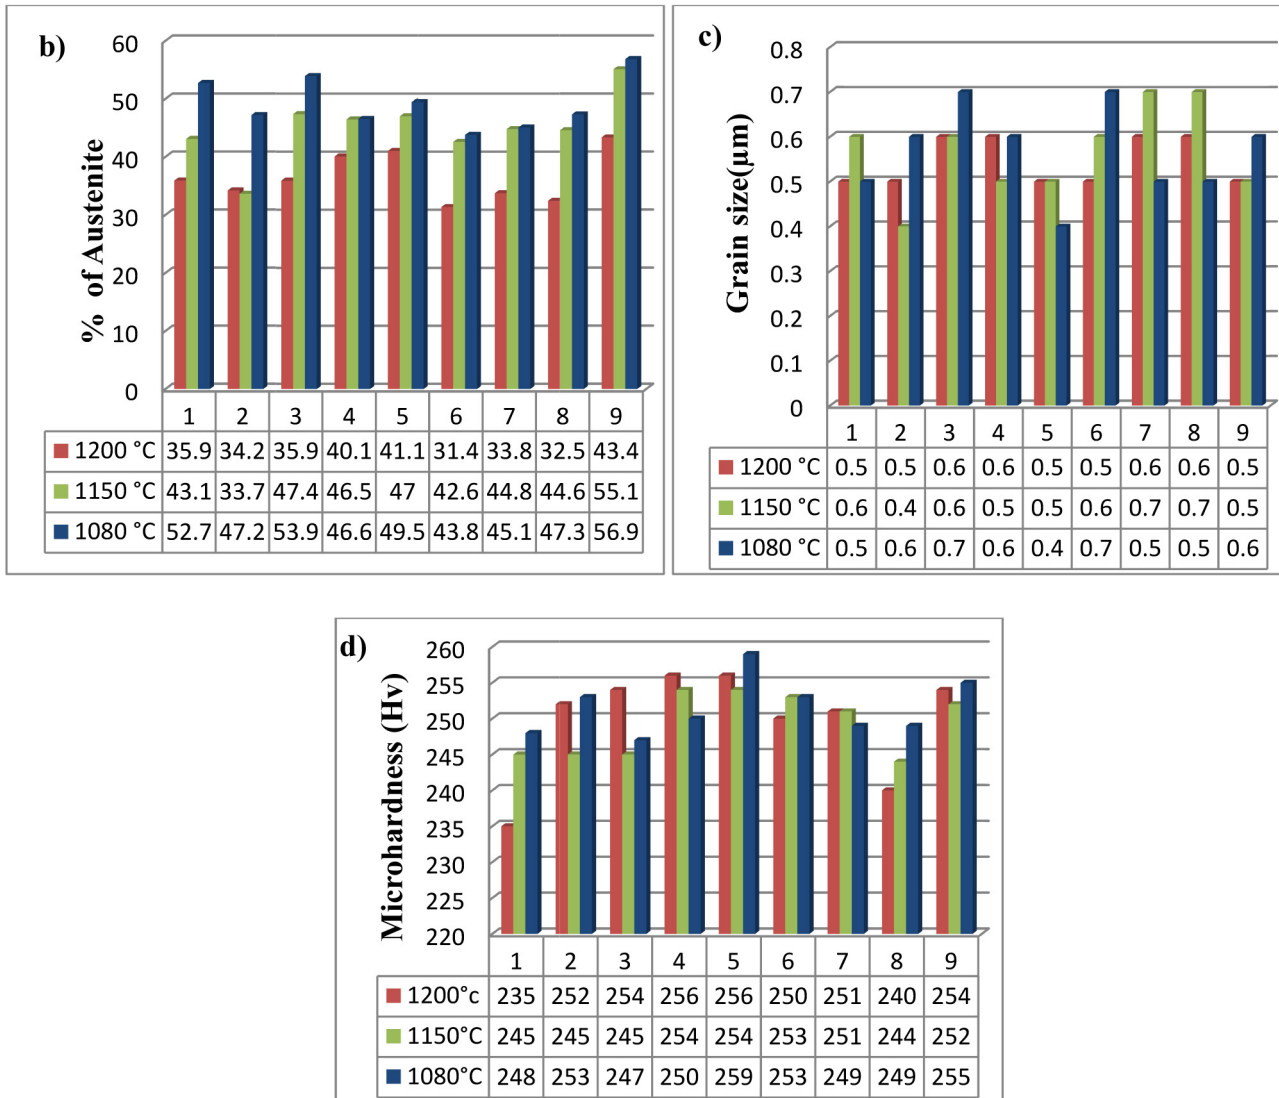 b)
% of Austenite
60
50
40
30
20
10
0
1 2 3 4 5 6 7 8 9
1200 °C 35.9 34.2 35.9 40.1 41.1 31.4 33.8 32.5 43.4
1150 °C 43.1 33.7 47.4 46.5 47 42.6 44.8 44.6 55.1
1080 °C 52.7 47.2 53.9 46.6 49.5 43.8 45.1 47.3 56.9
c)
Grain size(µm)
0.8
0.7
0.6
0.5
0.4
0.3
0.2
0.1
0
1 2 3 4 5 6 7 8 9
1200 °C 0.5 0.5 0.6 0.6 0.5 0.5 0.6 0.6 0.5
1150 °C 0.6 0.4 0.6 0.5 0.5 0.6 0.7 0.7 0.5
1080 °C 0.5 0.6 0.7 0.6 0.4 0.7 0.5 0.5 0.6
d)
Microhardness (Hv)
260
255
250
245
240
235
230
225
220
1 2 3 4 5 6 7 8 9
1200°c 235 252 254 256 256 250 251 240 254
1150°C 245 245 245 254 254 253 251 244 252
1080°C 248 253 247 250 259 253 249 249 255